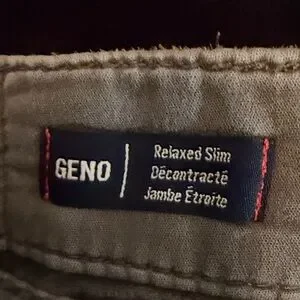 GENO
Relaxed Slim
Décontracté
Jambe Étroite